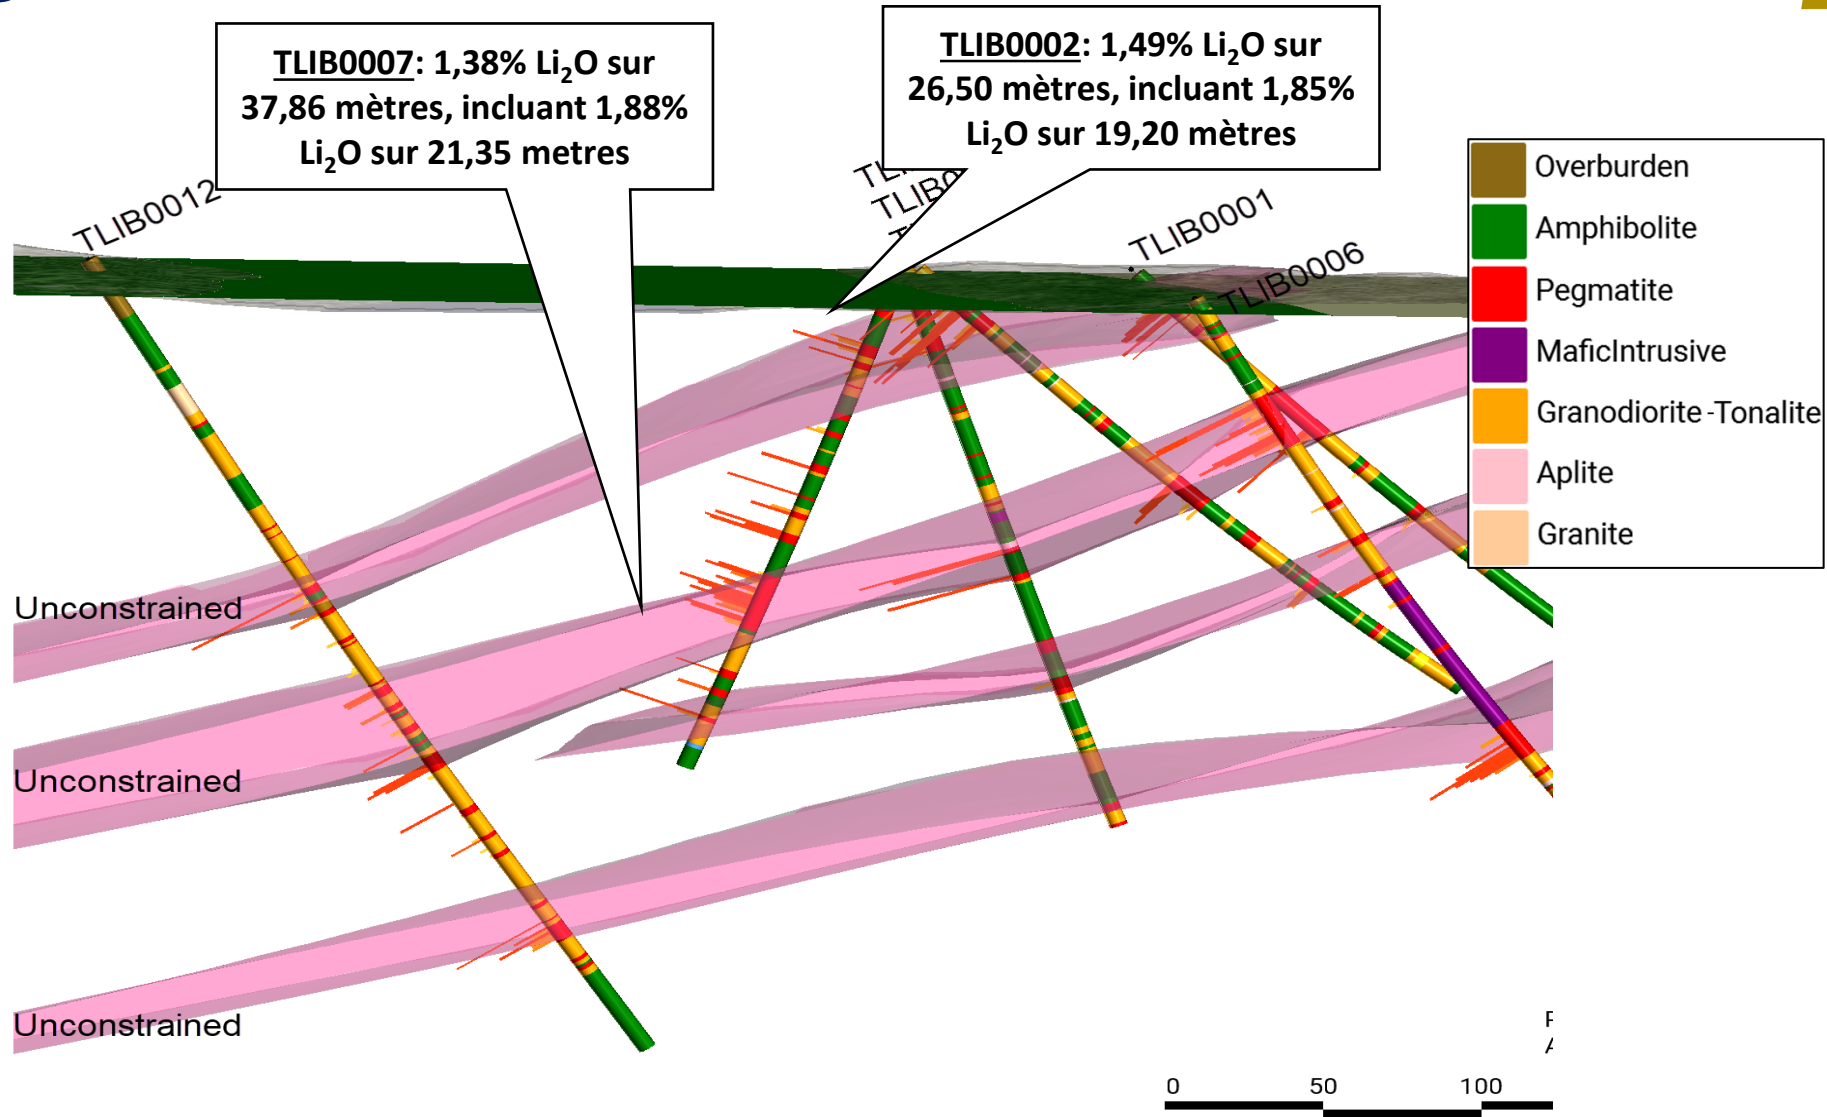 TLIB0007: 1,38% Li₂O sur
37,86 mètres, incluant 1,88%
Li₂O sur 21,35 metres
TLIB0002: 1,49% Li₂O sur
26,50 mètres, incluant 1,85%
Li₂O sur 19,20 mètres
TLIB0012
TLIB0001
TLIB0006
Overburden
Amphibolite
Pegmatite
MaficIntrusive
Granodiorite -Tonalite
Aplite
Granite
Unconstrained
Unconstrained
Unconstrained
0 50 100